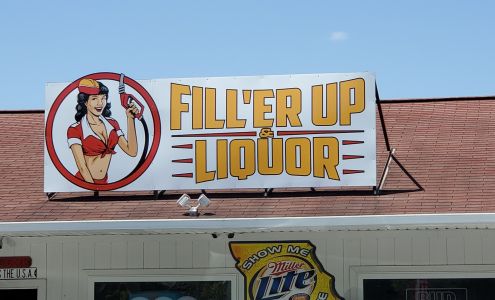 FILL'ER UP
&
LIQUOR
SHOW ME
Miller
Lite
THE U.S.A.